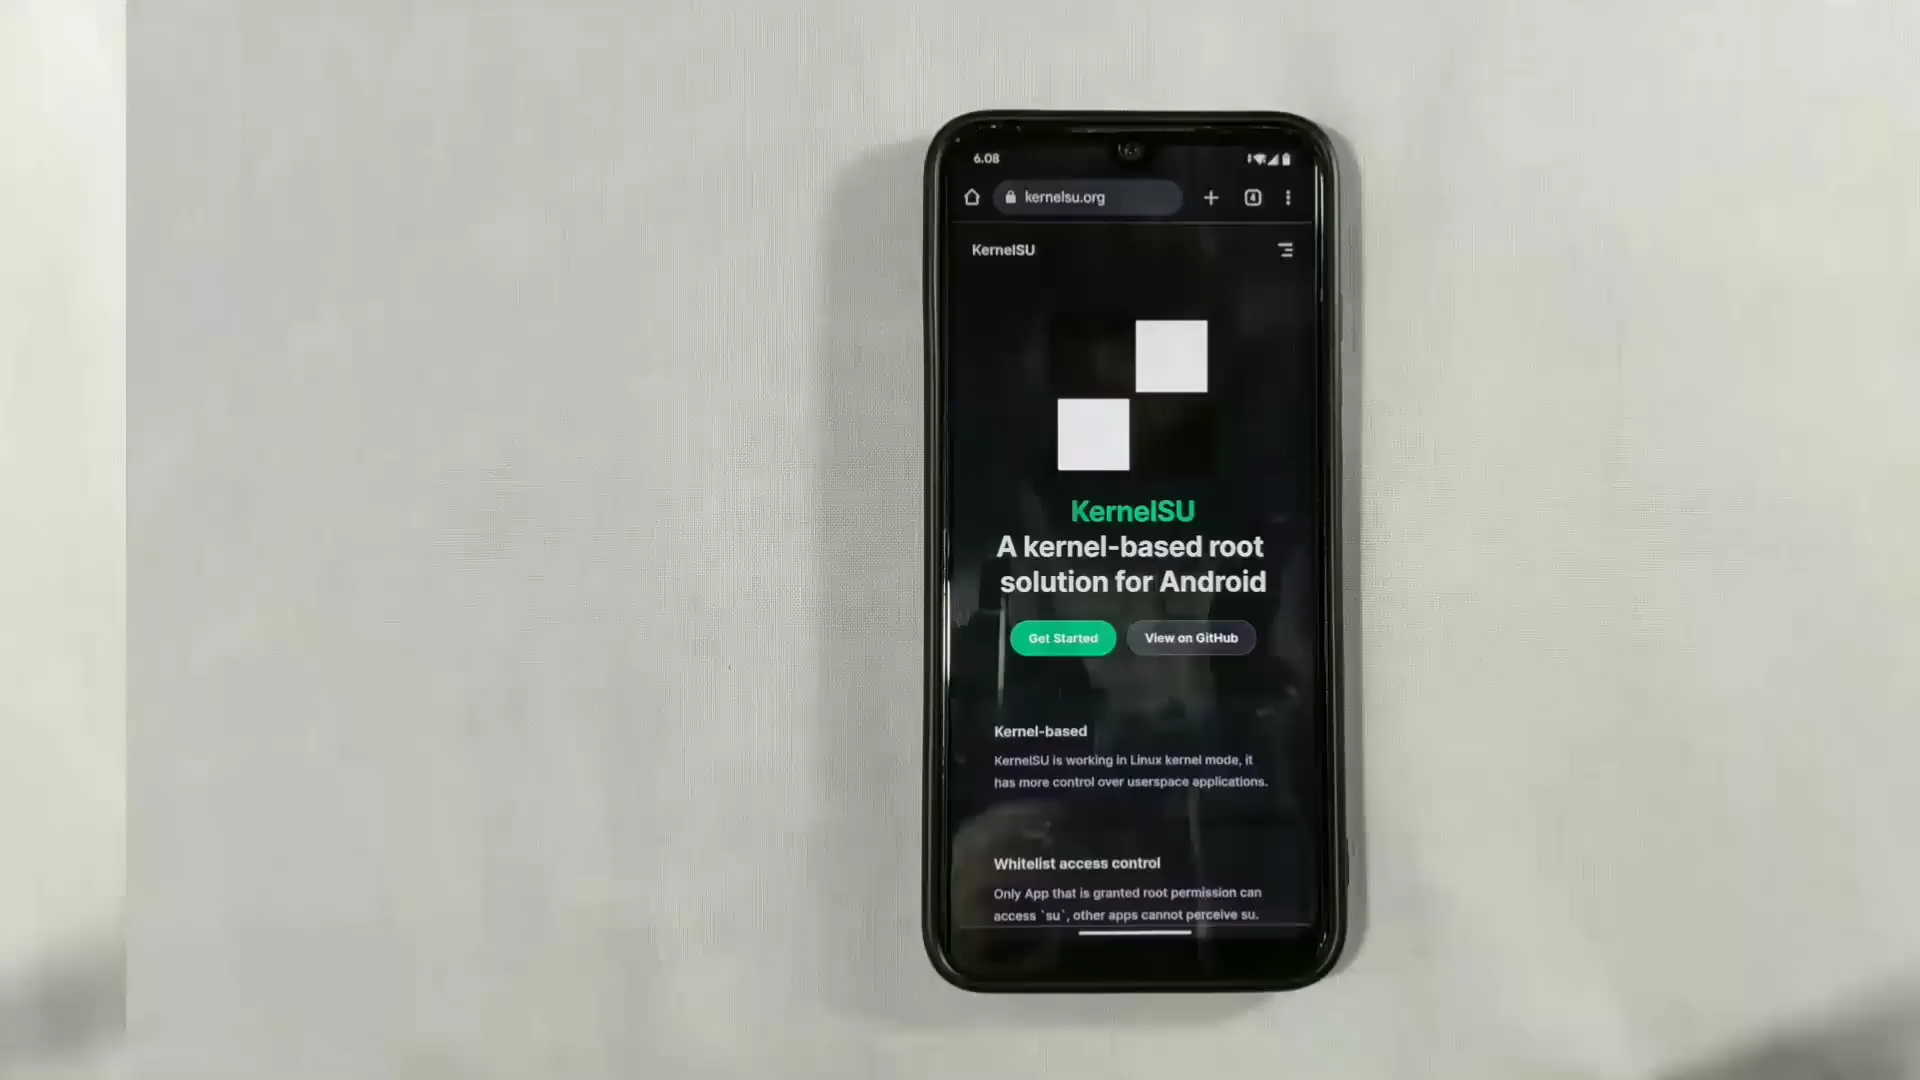 6.08
kernelsu.org
4
KernelSU
KernelSU
A kernel-based root
solution for Android
Get Started
View on GitHub
Kernel-based
KernelSU is working in Linux kernel mode, it
has more control over userspace applications.
Whitelist access control
Only App that is granted root permission can
access `su`, other apps cannot perceive su.